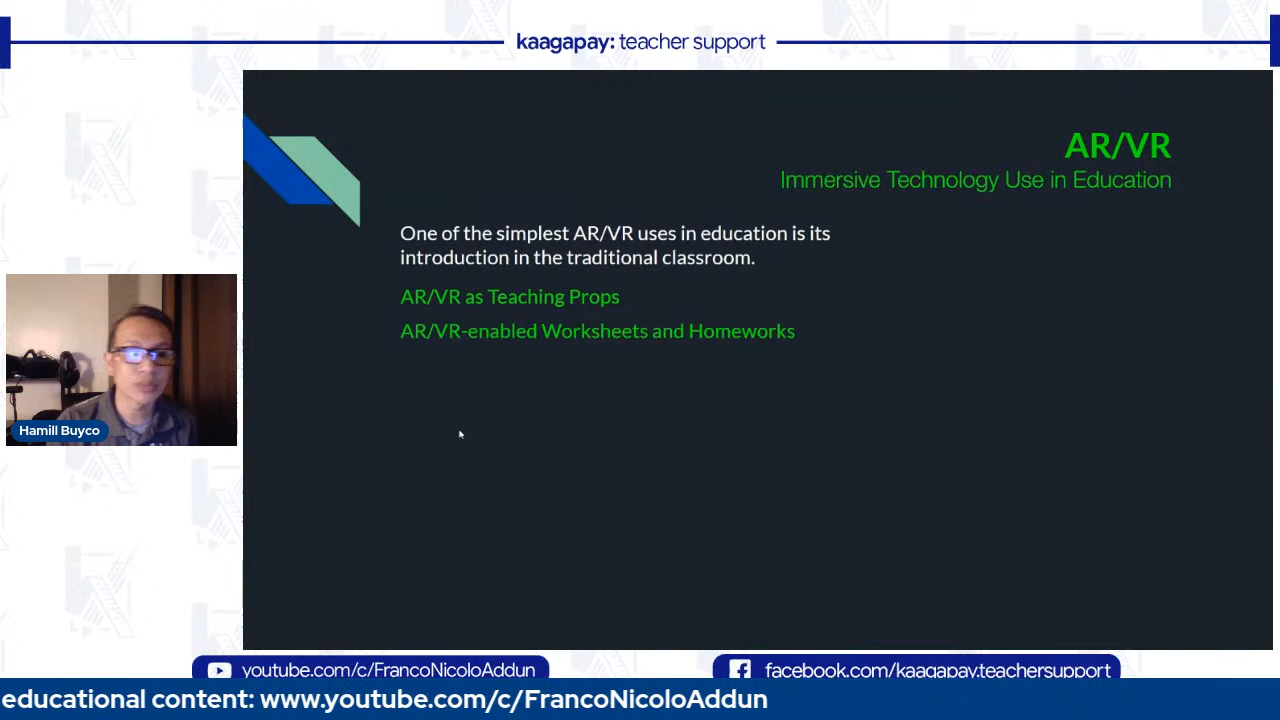 kaagapay: teacher support
AR/VR
Immersive Technology Use in Education
One of the simplest AR/VR uses in education is its
introduction in the traditional classroom.
AR/VR as Teaching Props
AR/VR-enabled Worksheets and Homeworks
Hamill Buyco
youtube.com/c/FrancoNicoloAddun
facebook.com/kaagapay.teachersupport
educational content: www.youtube.com/c/FrancoNicoloAddun